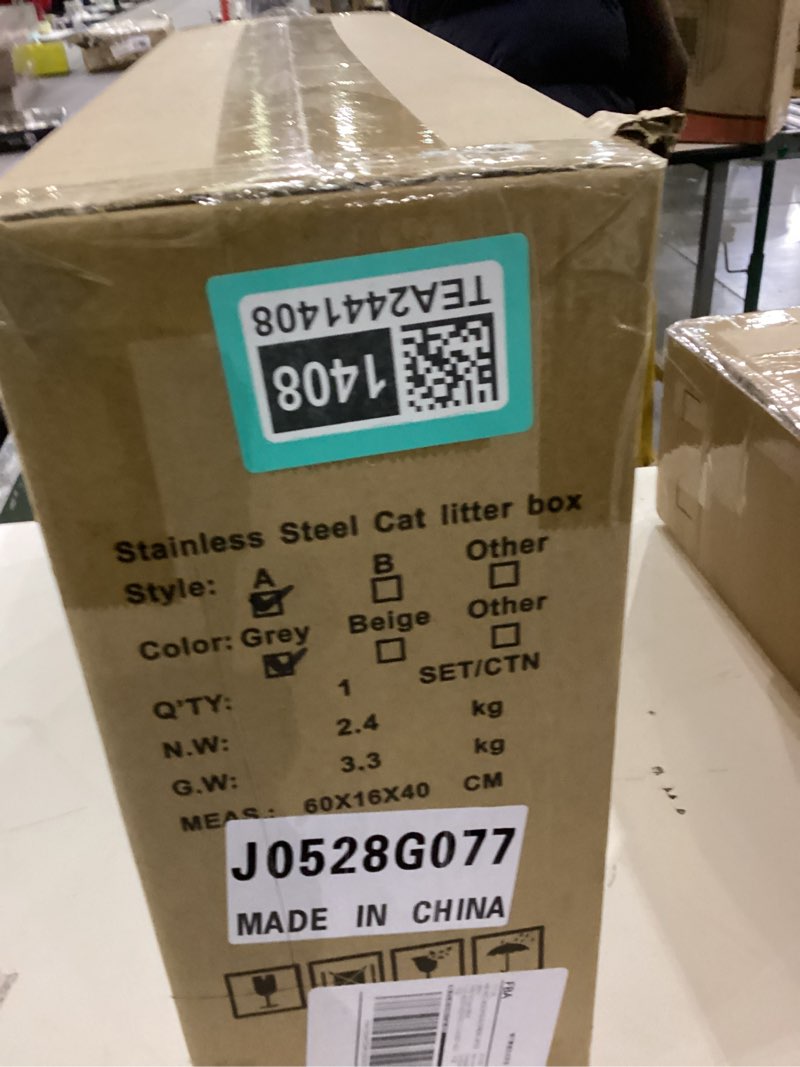 TEA2441408
1408
Stainless Steel Cat litter box
Style: A B Other
Color: Grey Beige Other
Q'TY: 1 SET/CTN
N.W: 2.4 kg
G.W: 3.3 kg
MEAS.: 60X16X40 CM
J0528G077
MADE IN CHINA
FBA